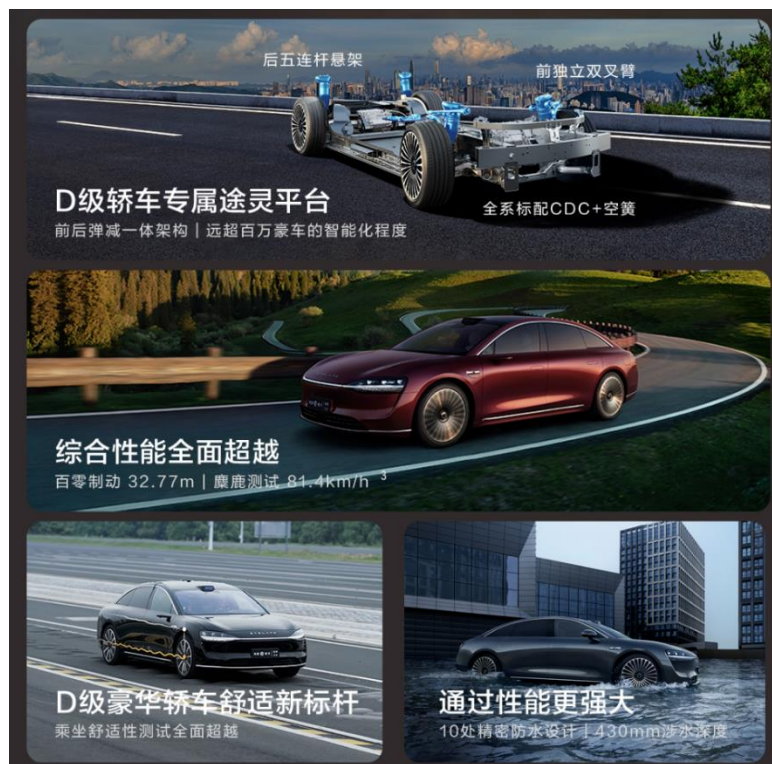 后五连杆悬架
前独立双叉臂
D级轿车专属途灵平台
全系标配CDC+空簧
前后弹减一体架构 | 远超百万豪车的智能化程度
综合性能全面超越
百零制动 32.77m | 麋鹿测试 81.4km/h 3
D级豪华轿车舒适新标杆
乘坐舒适性测试全面超越
通过性能更强大
10处精密防水设计 | 430mm涉水深度